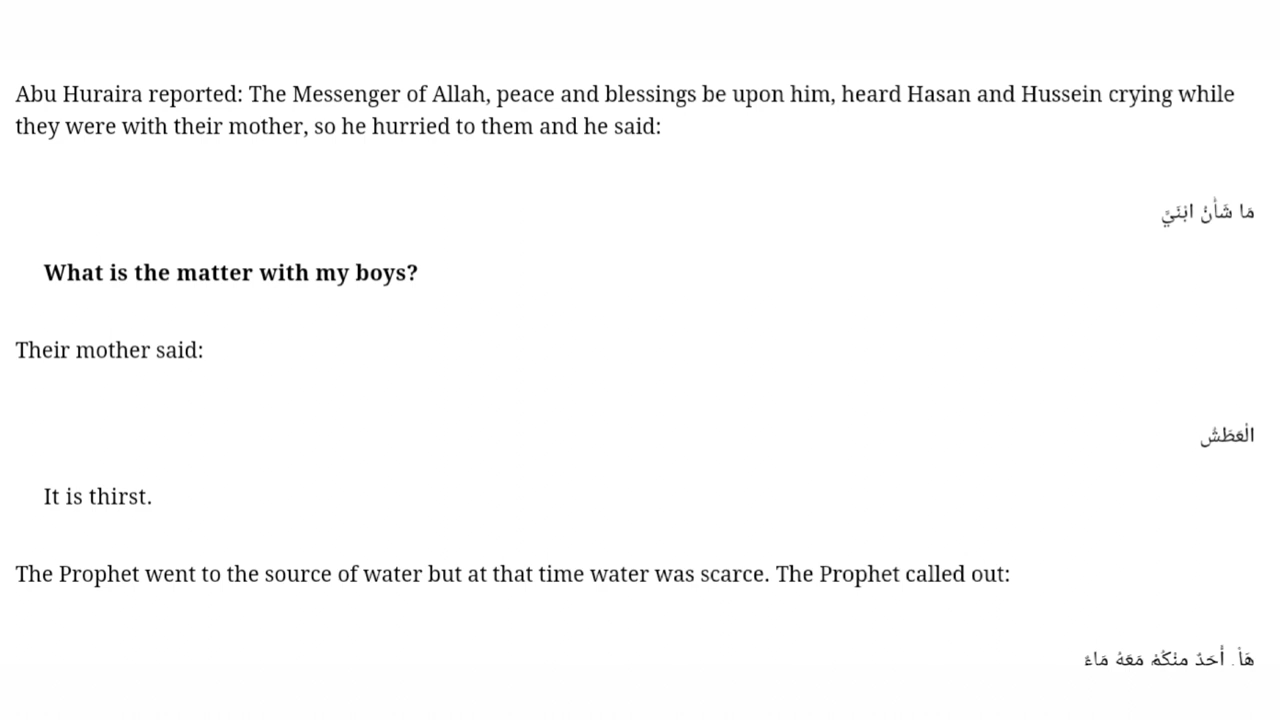 Abu Huraira reported: The Messenger of Allah, peace and blessings be upon him, heard Hasan and Hussein crying while
they were with their mother, so he hurried to them and he said:
مَا شَأْنُ ابْنَيَّ
What is the matter with my boys?
Their mother said:
الْعَطَشُ
It is thirst.
The Prophet went to the source of water but at that time water was scarce. The Prophet called out:
هَلْ أَحَدٌ مِنْكُمْ مَعَهُ مَاءٌ